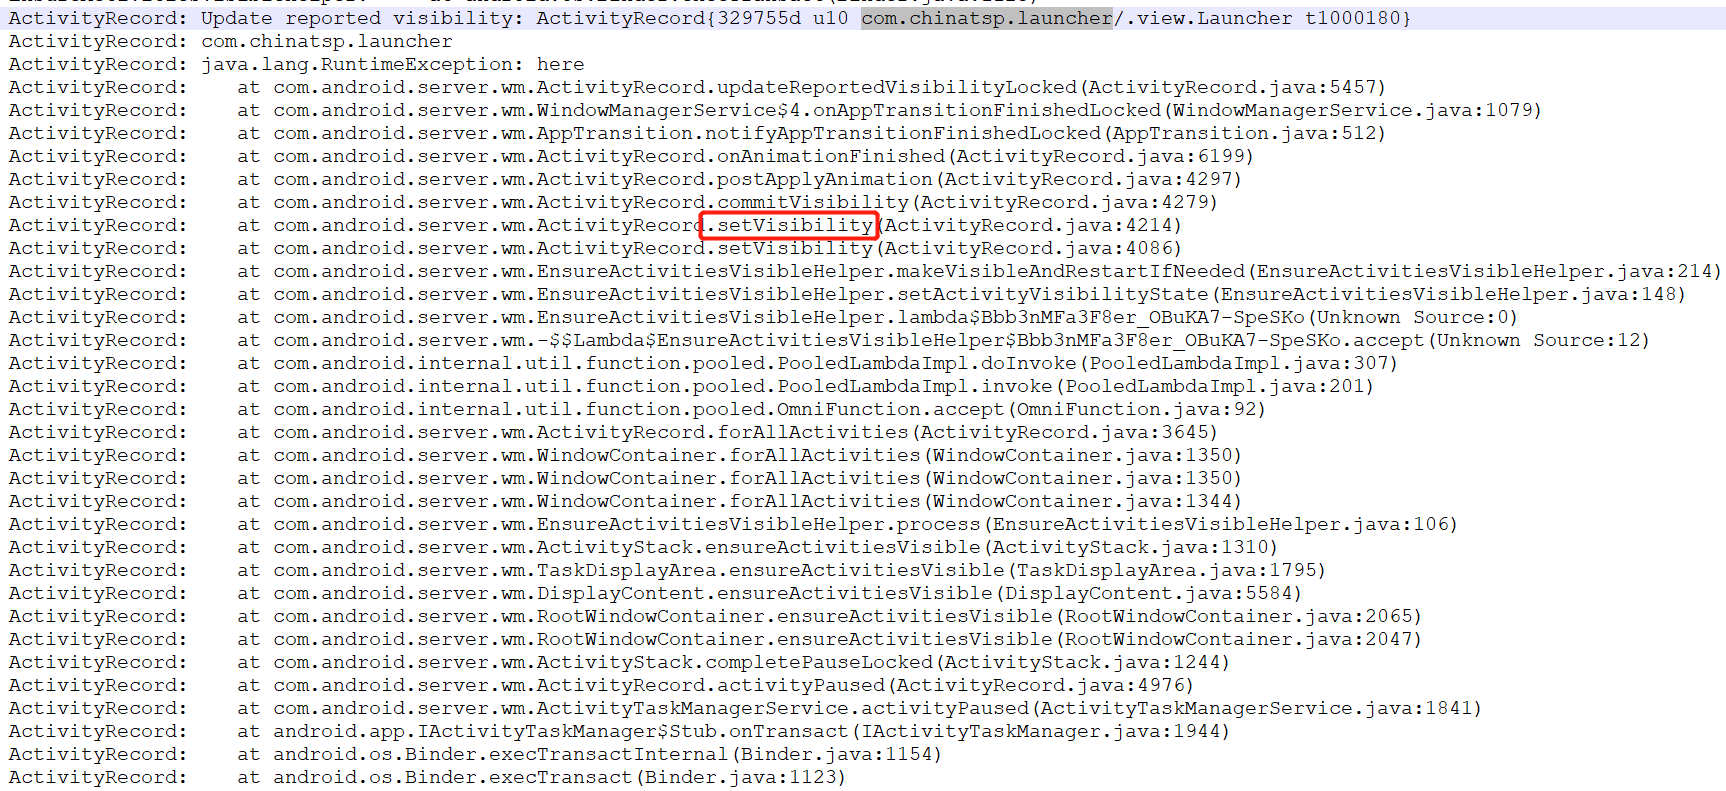 ActivityRecord: Update reported visibility: ActivityRecord{329755d u10 com.chinatsp.launcher/.view.Launcher t1000180}
ActivityRecord: com.chinatsp.launcher
ActivityRecord: java.lang.RuntimeException: here
ActivityRecord:    at com.android.server.wm.ActivityRecord.updateReportedVisibilityLocked(ActivityRecord.java:5457)
ActivityRecord:    at com.android.server.wm.WindowManagerService$4.onAppTransitionFinishedLocked(WindowManagerService.java:1079)
ActivityRecord:    at com.android.server.wm.AppTransition.notifyAppTransitionFinishedLocked(AppTransition.java:512)
ActivityRecord:    at com.android.server.wm.ActivityRecord.onAnimationFinished(ActivityRecord.java:6199)
ActivityRecord:    at com.android.server.wm.ActivityRecord.postApplyAnimation(ActivityRecord.java:4297)
ActivityRecord:    at com.android.server.wm.ActivityRecord.commitVisibility(ActivityRecord.java:4279)
ActivityRecord:    at com.android.server.wm.ActivityRecord.setVisibility(ActivityRecord.java:4214)
ActivityRecord:    at com.android.server.wm.ActivityRecord.setVisibility(ActivityRecord.java:4086)
ActivityRecord:    at com.android.server.wm.EnsureActivitiesVisibleHelper.makeVisibleAndRestartIfNeeded(EnsureActivitiesVisibleHelper.java:214)
ActivityRecord:    at com.android.server.wm.EnsureActivitiesVisibleHelper.setActivityVisibilityState(EnsureActivitiesVisibleHelper.java:148)
ActivityRecord:    at com.android.server.wm.EnsureActivitiesVisibleHelper.lambda$Bbb3nMFa3F8er_OBuKA7-SpeSKo(Unknown Source:0)
ActivityRecord:    at com.android.server.wm.-$$Lambda$EnsureActivitiesVisibleHelper$Bbb3nMFa3F8er_OBuKA7-SpeSKo.accept(Unknown Source:12)
ActivityRecord:    at com.android.internal.util.function.pooled.PooledLambdaImpl.doInvoke(PooledLambdaImpl.java:307)
ActivityRecord:    at com.android.internal.util.function.pooled.PooledLambdaImpl.invoke(PooledLambdaImpl.java:201)
ActivityRecord:    at com.android.internal.util.function.pooled.OmniFunction.accept(OmniFunction.java:92)
ActivityRecord:    at com.android.server.wm.ActivityRecord.forAllActivities(ActivityRecord.java:3645)
ActivityRecord:    at com.android.server.wm.WindowContainer.forAllActivities(WindowContainer.java:1350)
ActivityRecord:    at com.android.server.wm.WindowContainer.forAllActivities(WindowContainer.java:1350)
ActivityRecord:    at com.android.server.wm.WindowContainer.forAllActivities(WindowContainer.java:1344)
ActivityRecord:    at com.android.server.wm.EnsureActivitiesVisibleHelper.process(EnsureActivitiesVisibleHelper.java:106)
ActivityRecord:    at com.android.server.wm.ActivityStack.ensureActivitiesVisible(ActivityStack.java:1310)
ActivityRecord:    at com.android.server.wm.TaskDisplayArea.ensureActivitiesVisible(TaskDisplayArea.java:1795)
ActivityRecord:    at com.android.server.wm.DisplayContent.ensureActivitiesVisible(DisplayContent.java:5584)
ActivityRecord:    at com.android.server.wm.RootWindowContainer.ensureActivitiesVisible(RootWindowContainer.java:2065)
ActivityRecord:    at com.android.server.wm.RootWindowContainer.ensureActivitiesVisible(RootWindowContainer.java:2047)
ActivityRecord:    at com.android.server.wm.ActivityStack.completePauseLocked(ActivityStack.java:1244)
ActivityRecord:    at com.android.server.wm.ActivityRecord.activityPaused(ActivityRecord.java:4976)
ActivityRecord:    at com.android.server.wm.ActivityTaskManagerService.activityPaused(ActivityTaskManagerService.java:1841)
ActivityRecord:    at android.app.IActivityTaskManager$Stub.onTransact(IActivityTaskManager.java:1944)
ActivityRecord:    at android.os.Binder.execTransactInternal(Binder.java:1154)
ActivityRecord:    at android.os.Binder.execTransact(Binder.java:1123)